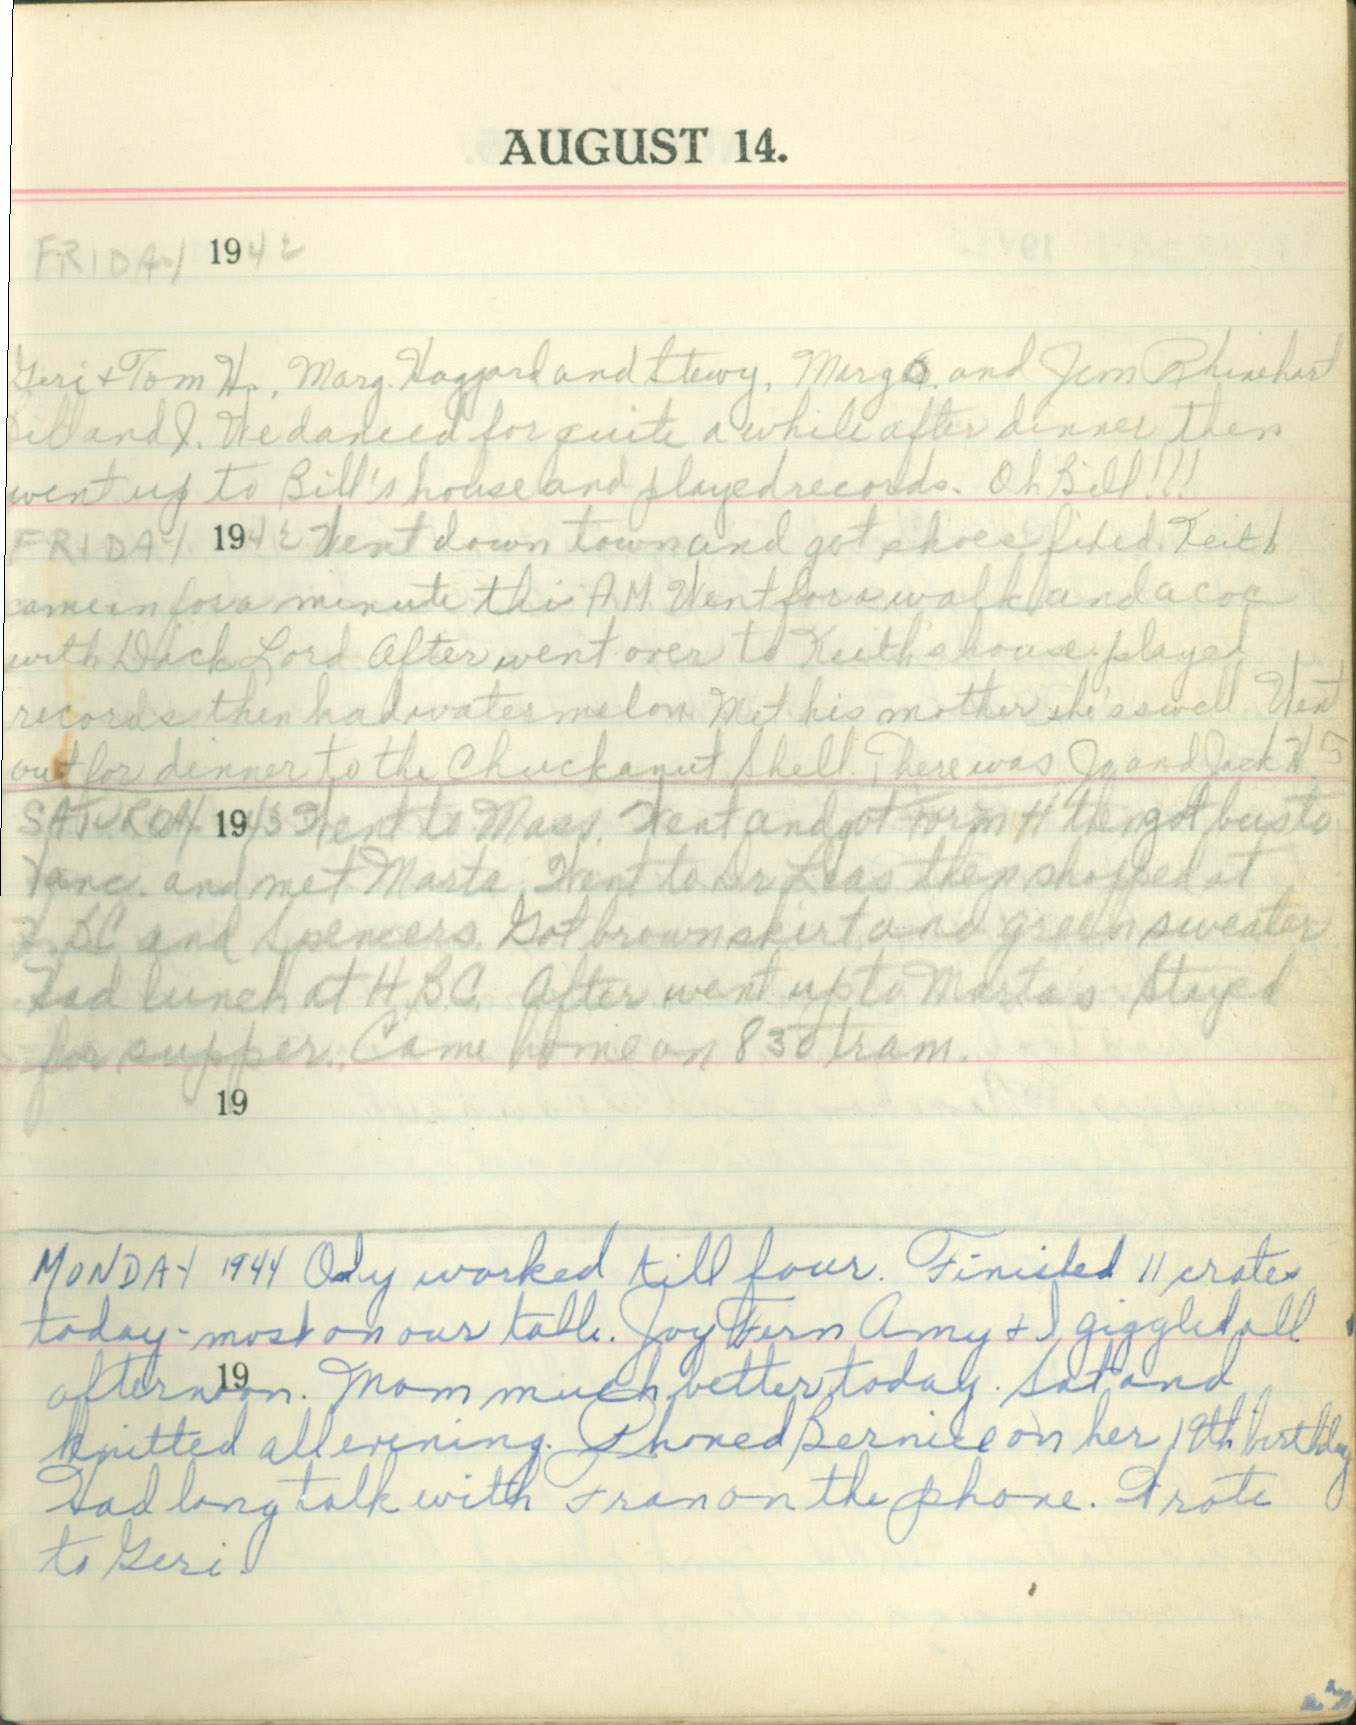 AUGUST 14.
FRIDAY 1942
Geri + Tom H., Marg. Haggard and Stewy, Marg O. and Jim Rhinehart
Bill and I. We danced for quite a while after dinner then
went up to Bill's house and played records. Oh Bill!!!
FRIDAY 1942 Went down town and got shoes fixed. Keith
came in for a minute this A.M. Went for a walk and a coc
with Dick Lord After went over to Keith's house played
records then had watermelon. Met his mother she's swell Went
out for dinner to the Chuckanut Shell. There was Jo and Jack H
SATURDAY 1943 Went to Mass. Went and got Form H then got bus to
Vanc. and met Marta. Went to Dr Leas then shopped at
H.BC and Spencers. Got brown skirt and green sweater
Had lunch at H.B.C. After went up to Marta's. Stayed
for supper. Came home on 830 tram.
19
MONDAY 1944 Only worked till four. Finished 11 crates
today - most on our table. Joy Fern Amy + I giggled all
19
afternoon. Mom much better today. Sat and
knitted all evening. Phoned Bernice on her 19th birthday
Had long talk with Fran on the phone. Wrote
to Geri.